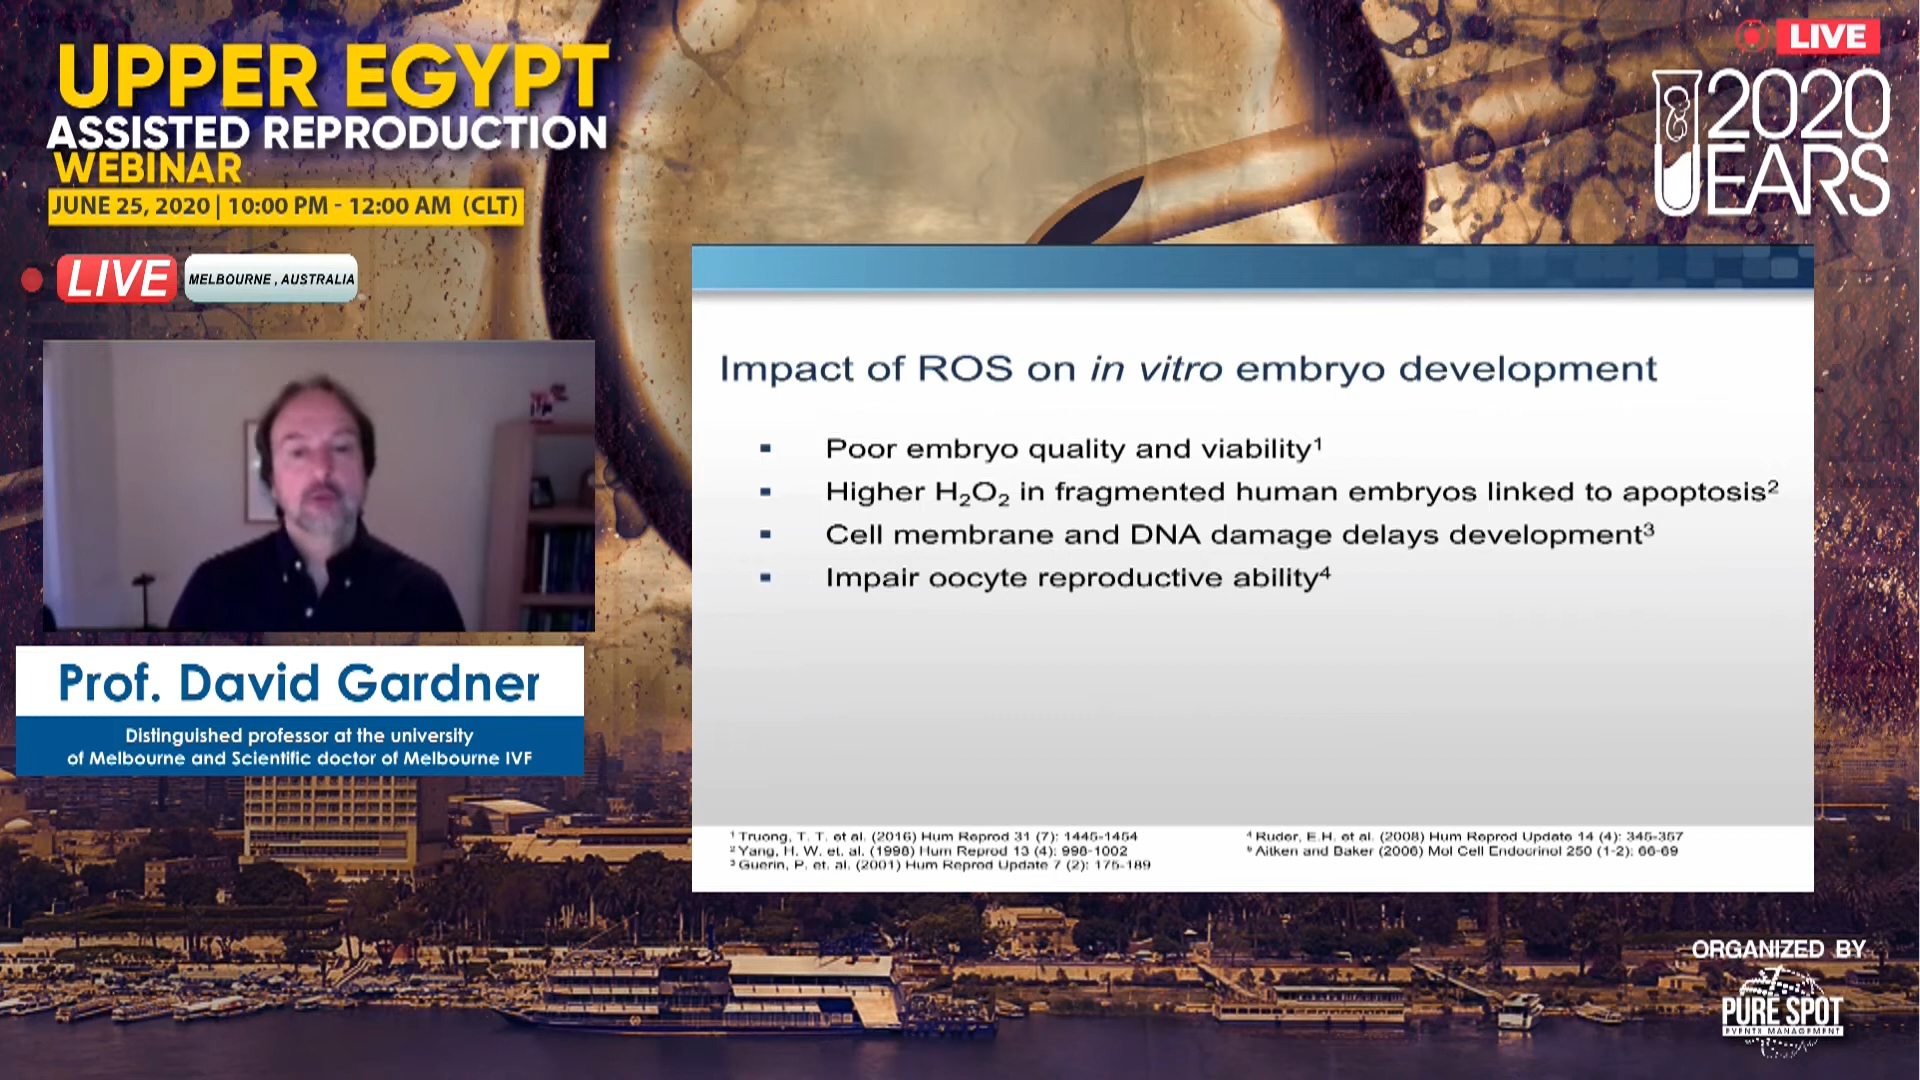 UPPER EGYPT
ASSISTED REPRODUCTION
WEBINAR
JUNE 25, 2020 | 10:00 PM - 12:00 AM (CLT)
LIVE
MELBOURNE , AUSTRALIA
LIVE
2020
UEARS
Prof. David Gardner
Distinguished professor at the university
of Melbourne and Scientific doctor of Melbourne IVF
Impact of ROS on in vitro embryo development
▪ Poor embryo quality and viability¹
▪ Higher H₂O₂ in fragmented human embryos linked to apoptosis²
▪ Cell membrane and DNA damage delays development³
▪ Impair oocyte reproductive ability⁴
¹ Truong, T. T. et al. (2016) Hum Reprod 31 (7): 1445-1454
² Yang, H. W. et. al. (1998) Hum Reprod 13 (4): 998-1002
³ Guerin, P. et. al. (2001) Hum Reprod Update 7 (2): 175-189
⁴ Ruder, E.H. et al. (2008) Hum Reprod Update 14 (4): 345-357
Aitken and Baker (2006) Mol Cell Endocrinol 250 (1-2): 66-69
ORGANIZED BY
PURE SPOT
EVENTS MANAGEMENT